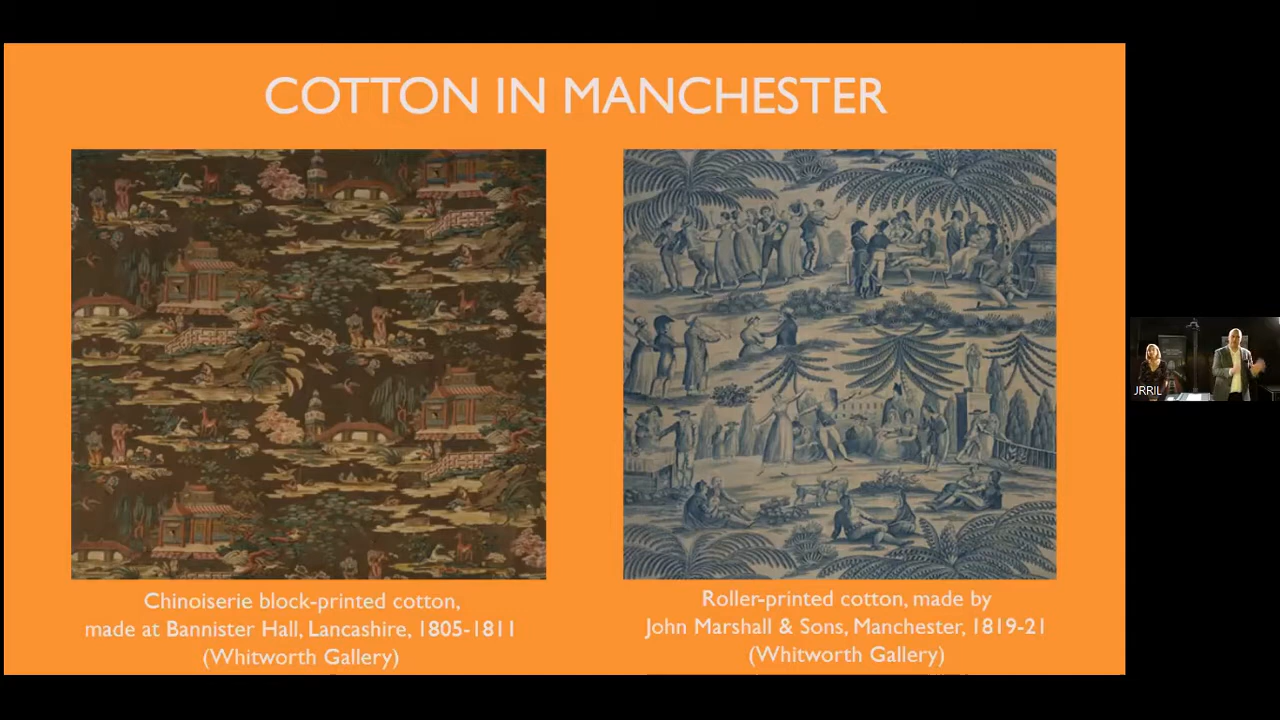 COTTON IN MANCHESTER
Chinoiserie block-printed cotton,
made at Bannister Hall, Lancashire, 1805-1811
(Whitworth Gallery)
Roller-printed cotton, made by
John Marshall & Sons, Manchester, 1819-21
(Whitworth Gallery)
JRRIL